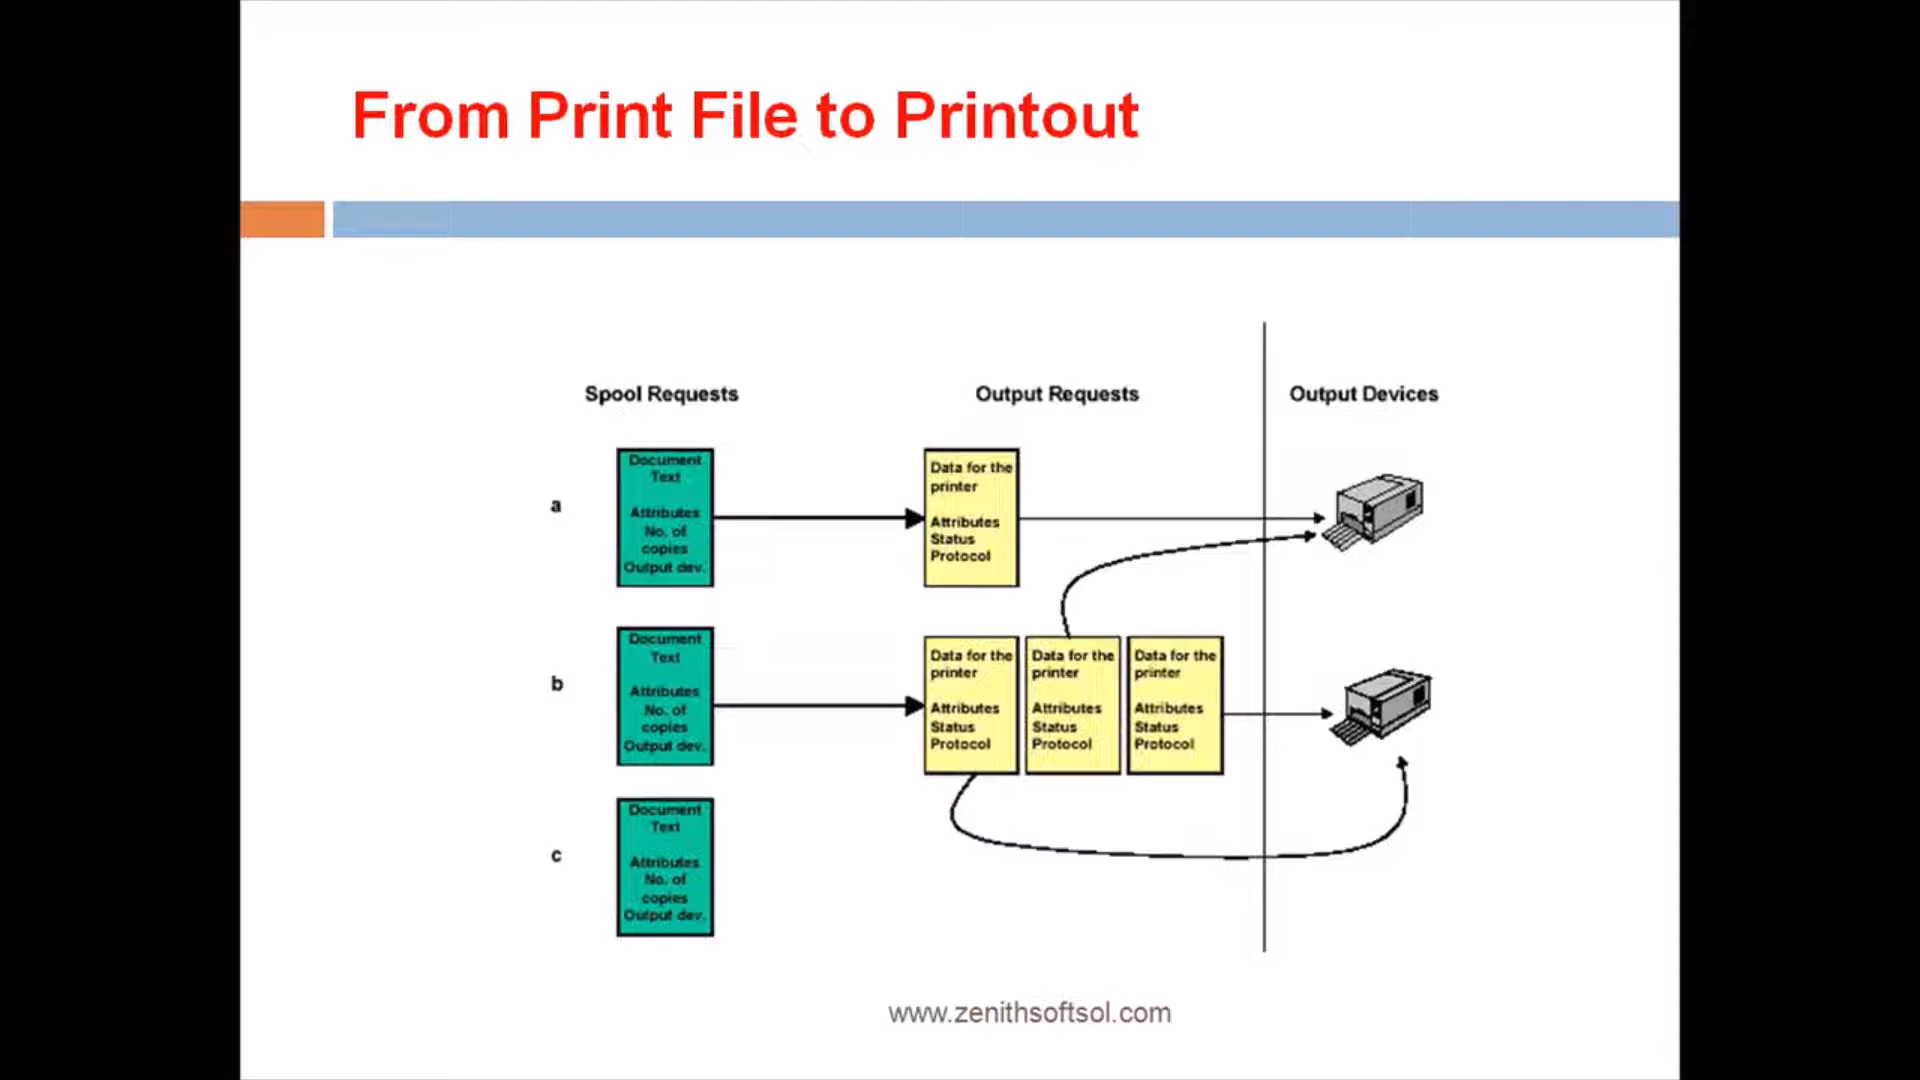 From Print File to Printout
Spool Requests
Output Requests
Output Devices
a
Document
Text
Attributes
No. of
copies
Output dev.
Data for the
printer
Attributes
Status
Protocol
b
Document
Text
Attributes
No. of
copies
Output dev.
Data for the
printer
Attributes
Status
Protocol
Data for the
printer
Attributes
Status
Protocol
Data for the
printer
Attributes
Status
Protocol
c
Document
Text
Attributes
No. of
copies
Output dev.
www.zenithsoftsol.com